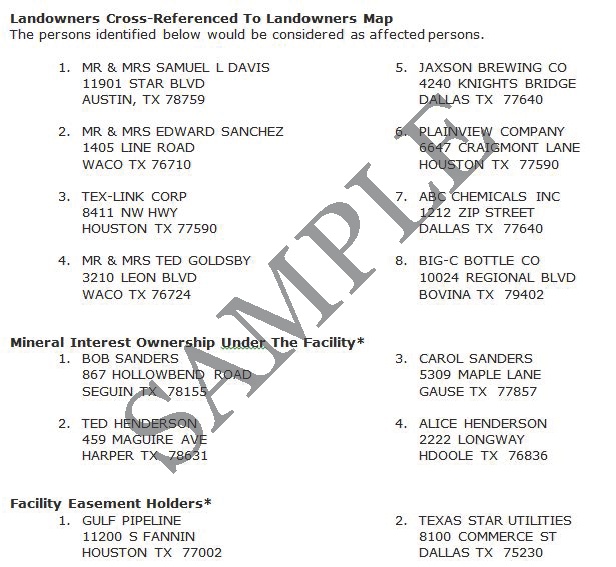 Landowners Cross-Referenced To Landowners Map
The persons identified below would be considered as affected persons.
1. MR & MRS SAMUEL L DAVIS
11901 STAR BLVD
AUSTIN, TX 78759
2. MR & MRS EDWARD SANCHEZ
1405 LINE ROAD
WACO TX 76710
3. TEX-LINK CORP
8411 NW HWY
HOUSTON TX 77590
4. MR & MRS TED GOLDSBY
3210 LEON BLVD
WACO TX 76724
5. JAXSON BREWING CO
4240 KNIGHTS BRIDGE
DALLAS TX 77640
6. PLAINVIEW COMPANY
6647 CRAIGMONT LANE
HOUSTON TX 77590
7. ABC CHEMICALS INC
1212 ZIP STREET
DALLAS TX 77640
8. BIG-C BOTTLE CO
10024 REGIONAL BLVD
BOVINA TX 79402
Mineral Interest Ownership Under The Facility*
1. BOB SANDERS
867 HOLLOWBEND ROAD
SEGUIN TX 78155
2. TED HENDERSON
459 MAGUIRE AVE
HARPER TX 78631
3. CAROL SANDERS
5309 MAPLE LANE
GAUSE TX 77857
4. ALICE HENDERSON
2222 LONGWAY
HDOOLE TX 76836
Facility Easement Holders*
1. GULF PIPELINE
11200 S FANNIN
HOUSTON TX 77002
2. TEXAS STAR UTILITIES
8100 COMMERCE ST
DALLAS TX 75230
SAMPLE